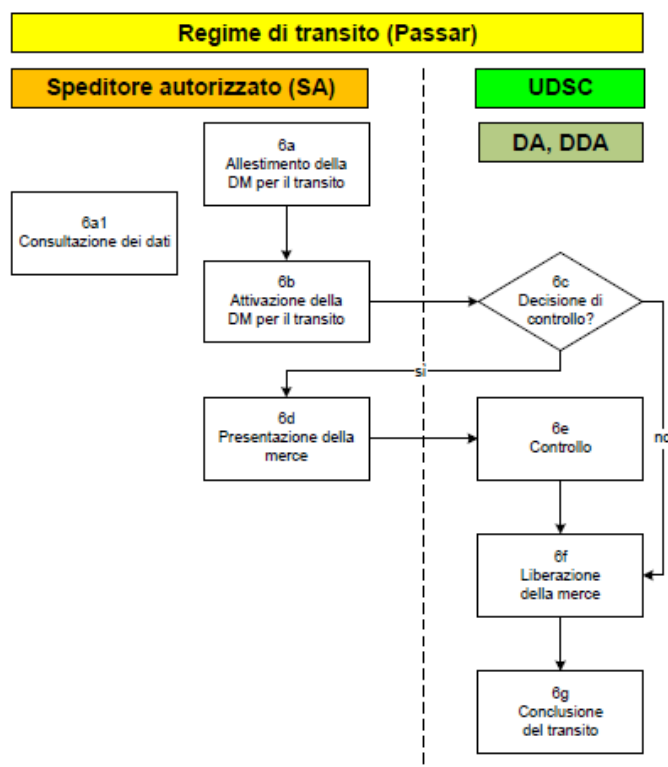 Regime di transito (Passar)
Speditore autorizzato (SA)
UDSC
DA, DDA
6a
Allestimento della
DM per il transito
6a1
Consultazione dei dati
6b
Attivazione della
DM per il transito
6c
Decisione di
controllo?
sì
6d
Presentazione della
merce
6e
Controllo
no
6f
Liberazione
della merce
6g
Conclusione
del transito